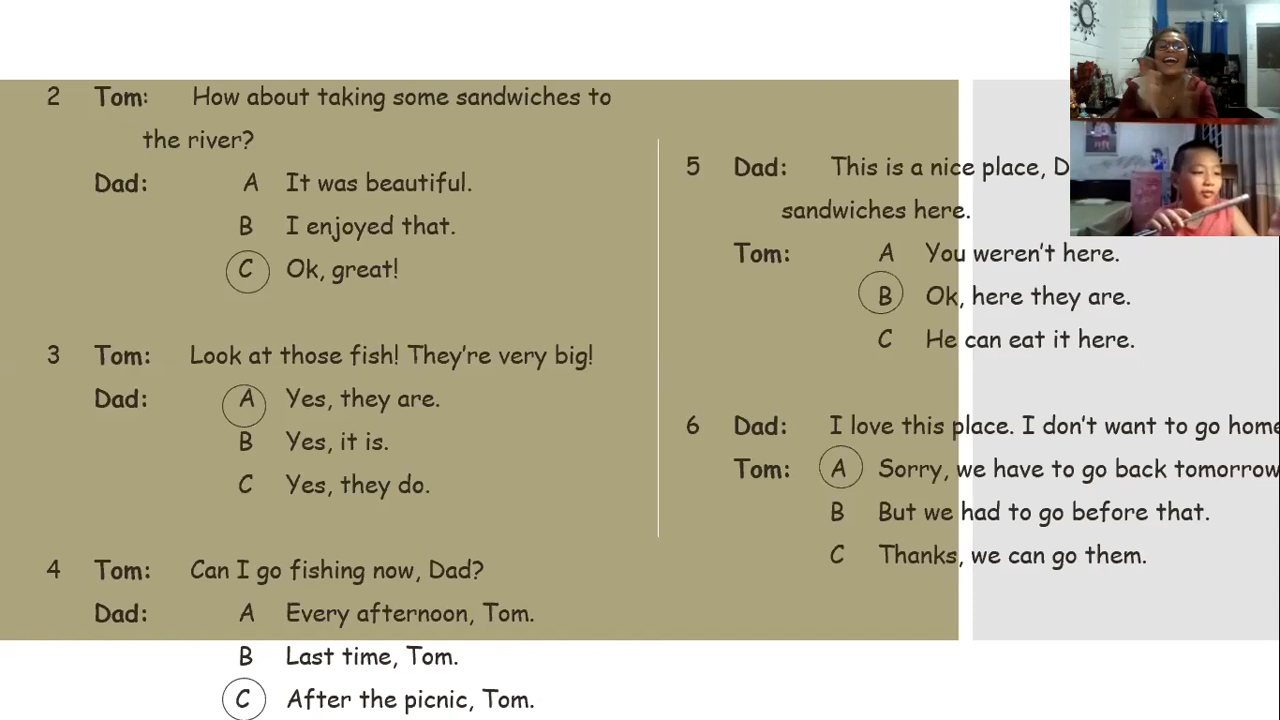 2 Tom: How about taking some sandwiches to
the river?
Dad: A It was beautiful.
B I enjoyed that.
C Ok, great!
3 Tom: Look at those fish! They’re very big!
Dad: A Yes, they are.
B Yes, it is.
C Yes, they do.
4 Tom: Can I go fishing now, Dad?
Dad: A Every afternoon, Tom.
B Last time, Tom.
C After the picnic, Tom.
5 Dad: This is a nice place, D
sandwiches here.
Tom: A You weren’t here.
B Ok, here they are.
C He can eat it here.
6 Dad: I love this place. I don’t want to go home
Tom: A Sorry, we have to go back tomorrow
B But we had to go before that.
C Thanks, we can go them.